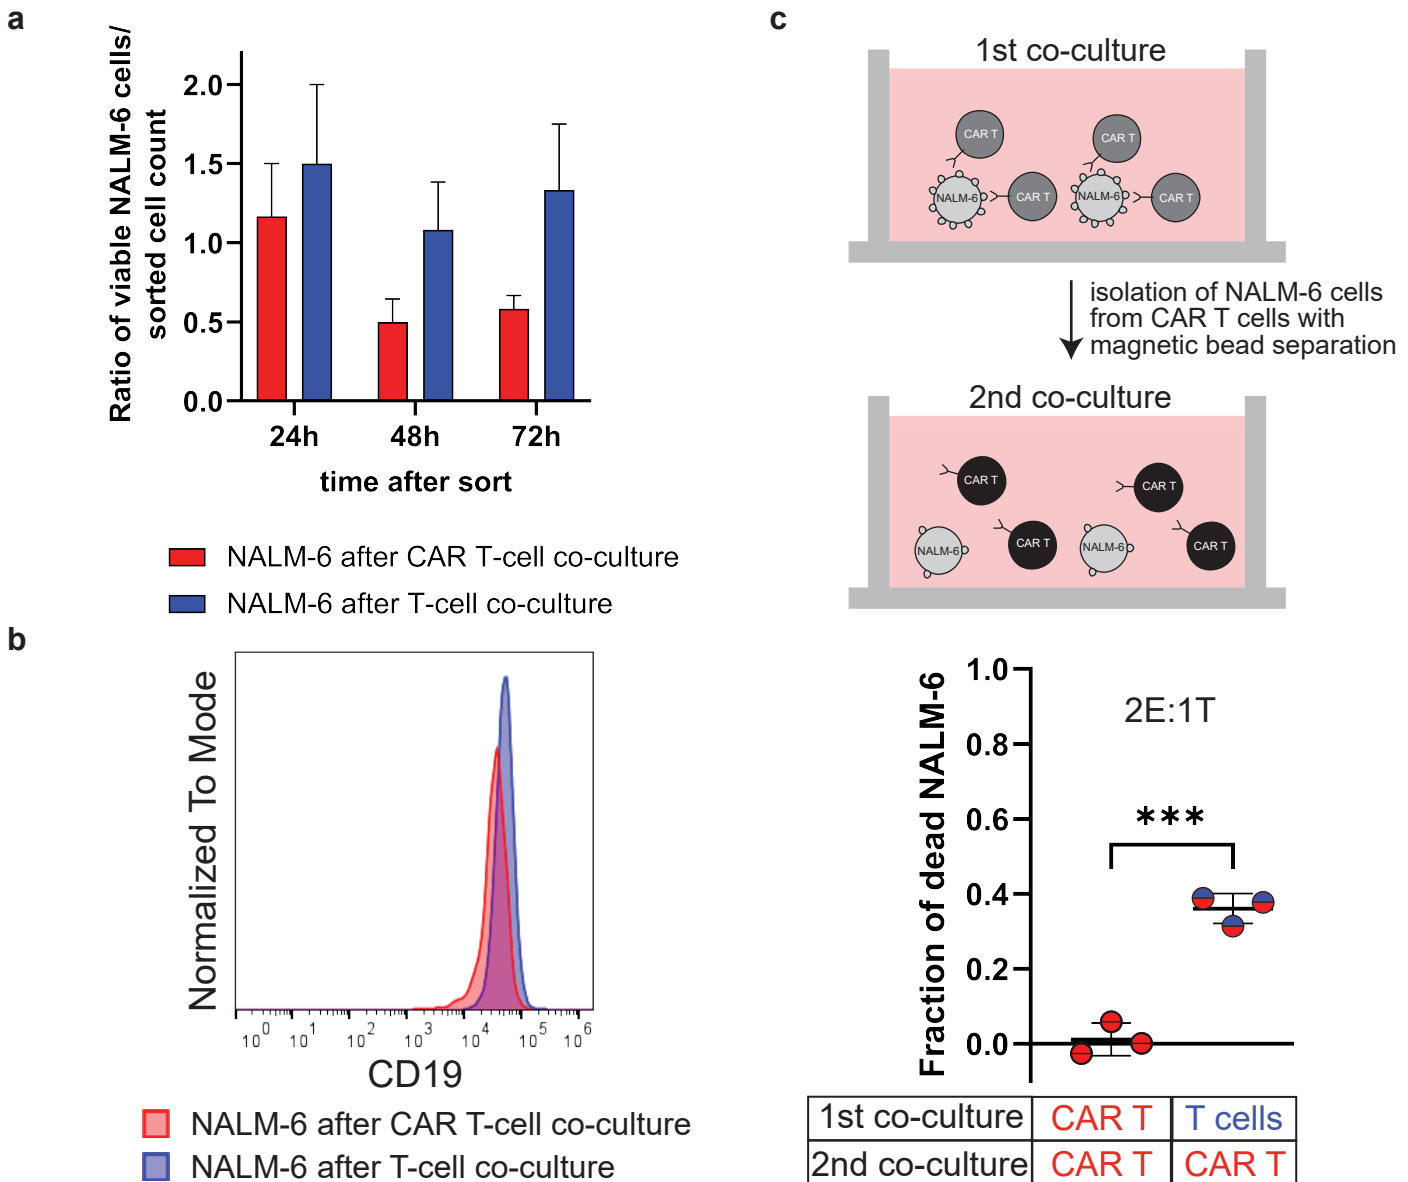 a
Ratio of viable NALM-6 cells/
sorted cell count
2.0
1.5
1.0
0.5
0.0
24h 48h 72h
time after sort
NALM-6 after CAR T-cell co-culture
NALM-6 after T-cell co-culture
b
Normalized To Mode
10^0 10^1 10^2 10^3 10^4 10^5 10^6
CD19
NALM-6 after CAR T-cell co-culture
NALM-6 after T-cell co-culture
c
1st co-culture
CAR T
CAR T
NALM-6
CAR T
NALM-6
CAR T
isolation of NALM-6 cells
from CAR T cells with
magnetic bead separation
2nd co-culture
CAR T
CAR T
NALM-6
CAR T
NALM-6
CAR T
Fraction of dead NALM-6
1.0
0.8
0.6
0.4
0.2
0.0
2E:1T
***
1st co-culture CAR T T cells
2nd co-culture CAR T CAR T